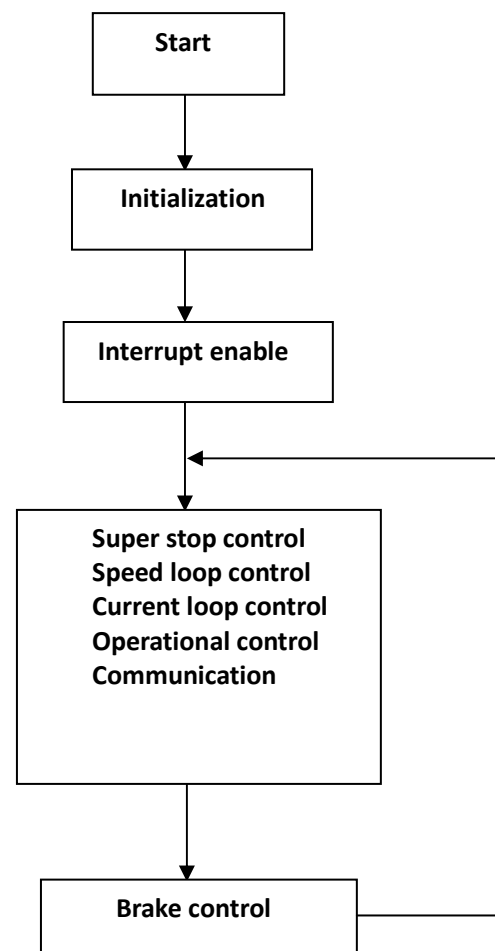 Start
Initialization
Interrupt enable
Super stop control
Speed loop control
Current loop control
Operational control
Communication
Brake control